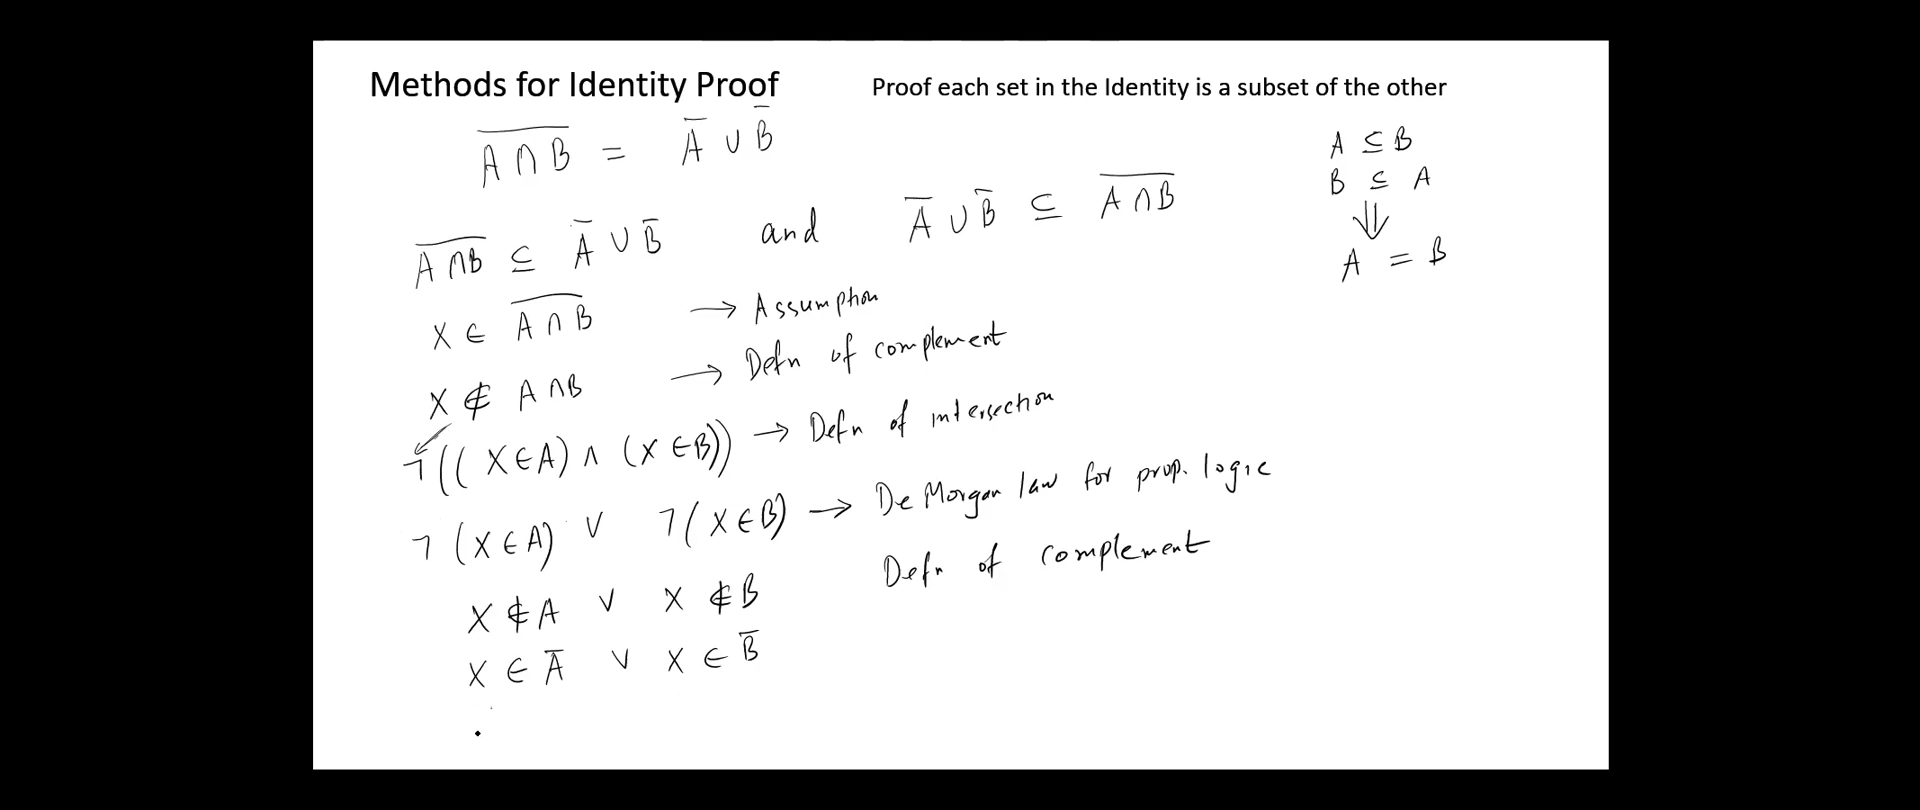 Methods for Identity Proof
Proof each set in the Identity is a subset of the other
A̅ ̅∩̅ ̅B̅ = A̅ ∪ B̅
A ⊆ B
B ⊆ A
⇓
A = B
A̅ ̅∩̅ ̅B̅ ⊆ A̅ ∪ B̅ and A̅ ∪ B̅ ⊆ A̅ ̅∩̅ ̅B̅
X ∈ A̅ ̅∩̅ ̅B̅ → Assumption
X ∉ A ∩ B → Defn of complement
¬((X ∈ A) ∧ (X ∈ B)) → Defn of intersection
¬(X ∈ A) ∨ ¬(X ∈ B) → De Morgan law for prop. logic
X ∉ A ∨ X ∉ B Defn of complement
X ∈ A̅ ∨ X ∈ B̅